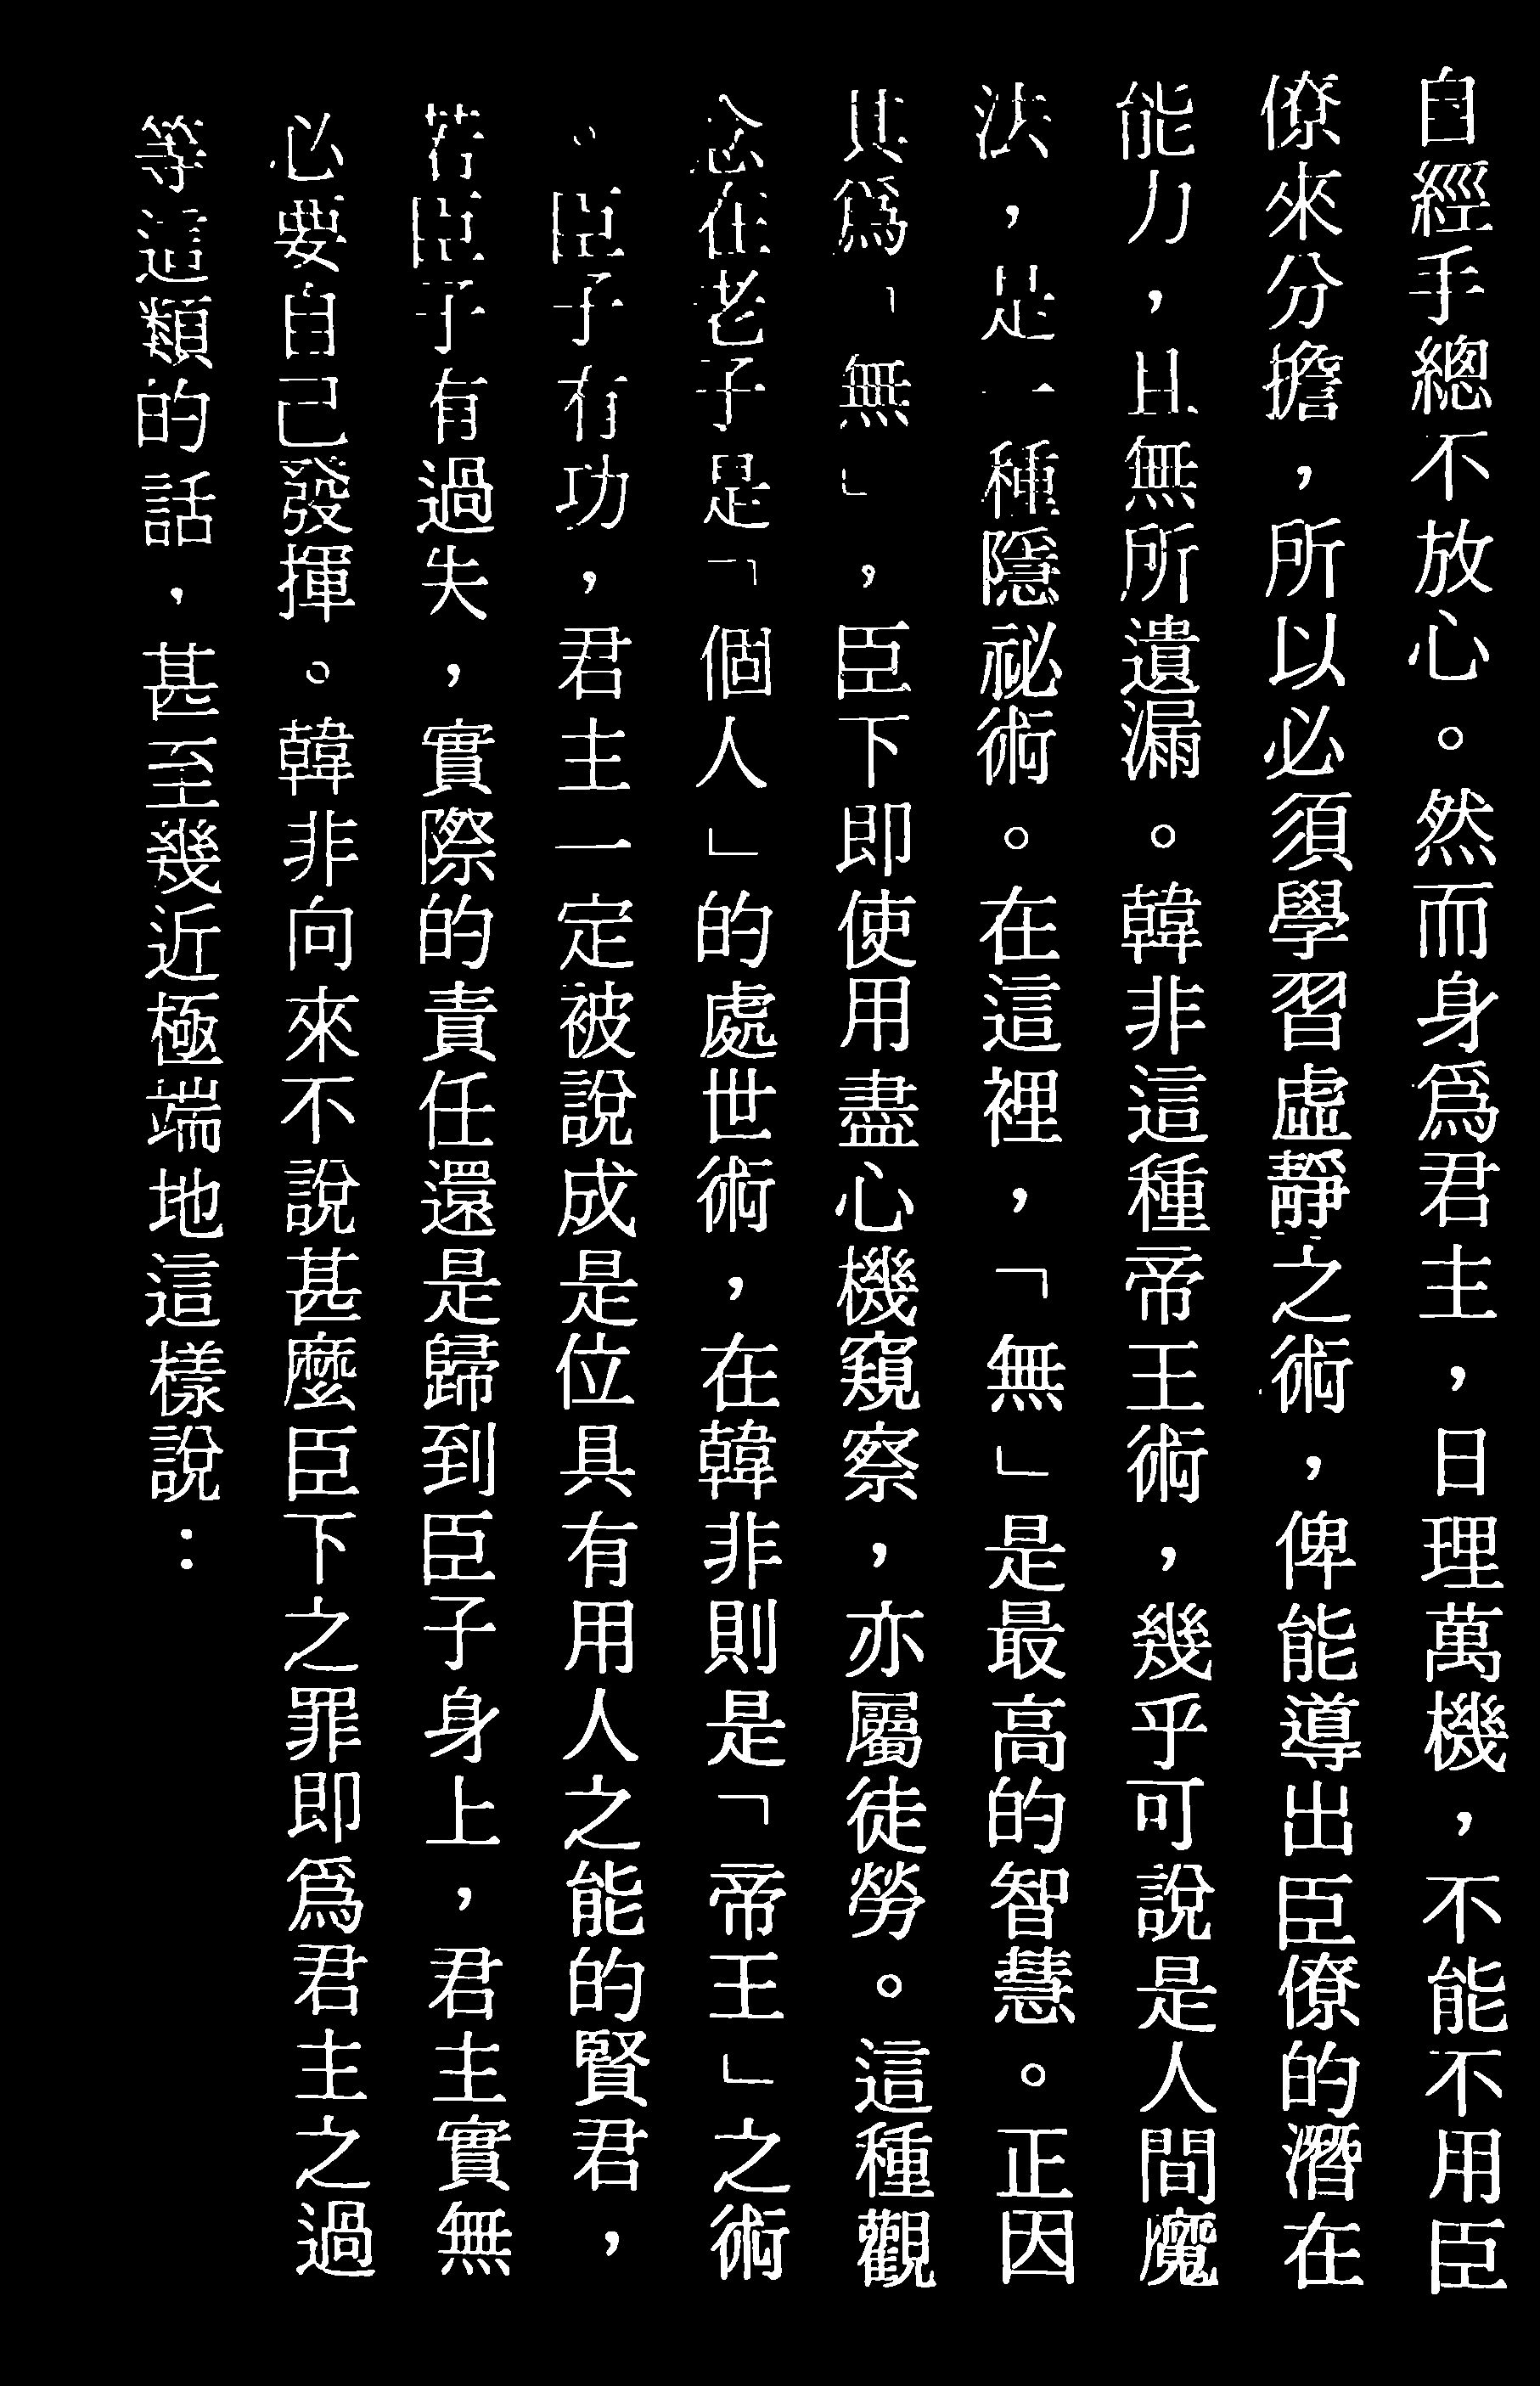 自經手總不放心。然而身爲君主，日理萬機，不能不用臣
僚來分擔，所以必須學習虛靜之術，俾能導出臣僚的潛在
能力，且無所遺漏。韓非這種帝王術，幾乎可說是人間魔
法，是一種隱祕術。在這裡，「無」是最高的智慧。正因
其爲「無」，臣下即使用盡心機窺察，亦屬徒勞。這種觀
念在老子是「個人」的處世術，在韓非則是「帝王」之術
。臣子有功，君主一定被說成是位具有用人之能的賢君，
若臣子有過失，實際的責任還是歸到臣子身上，君主實無
必要自己發揮。韓非向來不說甚麼臣下之罪即爲君主之過
等這類的話，甚至幾近極端地這樣說：